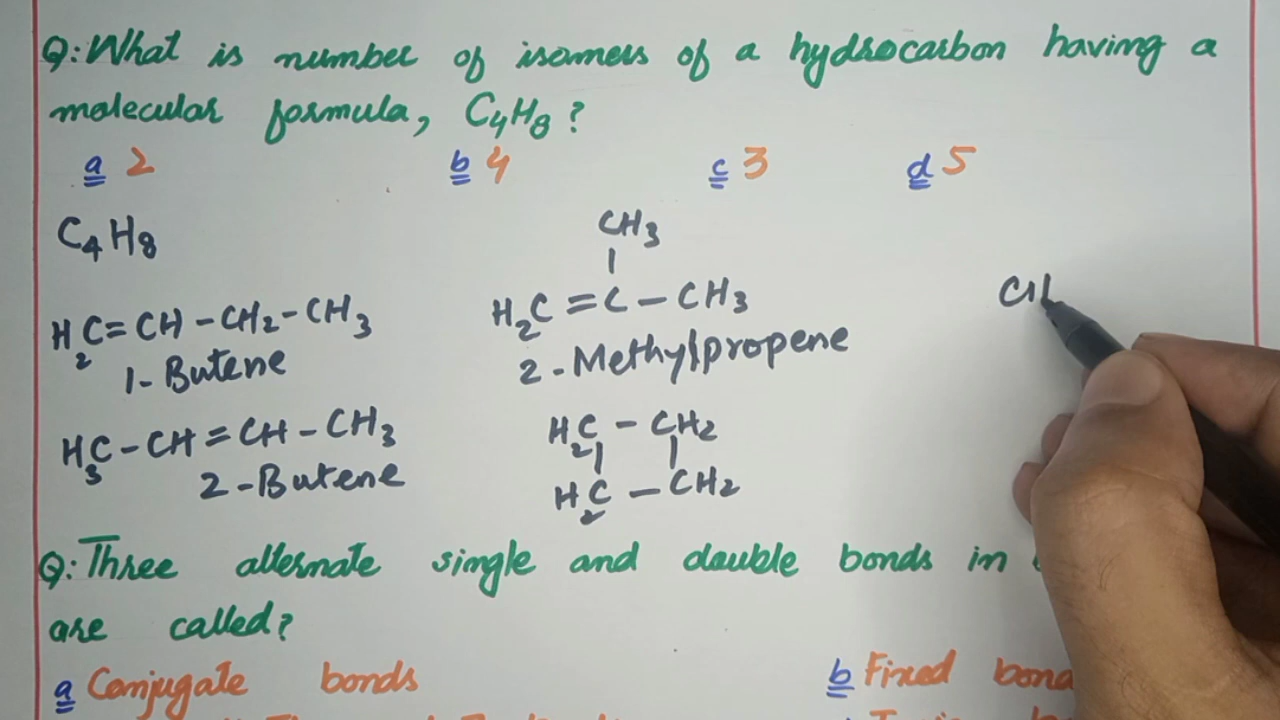 Q: What is number of isomers of a hydrocarbon having a
molecular formula, C₄H₈?
a 2 b 4 c 3 d 5
C₄H₈
H₂C=CH-CH₂-CH₃
1-Butene
H₃C-CH=CH-CH₃
2-Butene
CH₃
|
H₂C=C-CH₃
2-Methylpropene
H₂C-CH₂
| |
H₂C-CH₂
Q: Three alternate single and double bonds in
are called?
a Conjugate bonds b Fixed